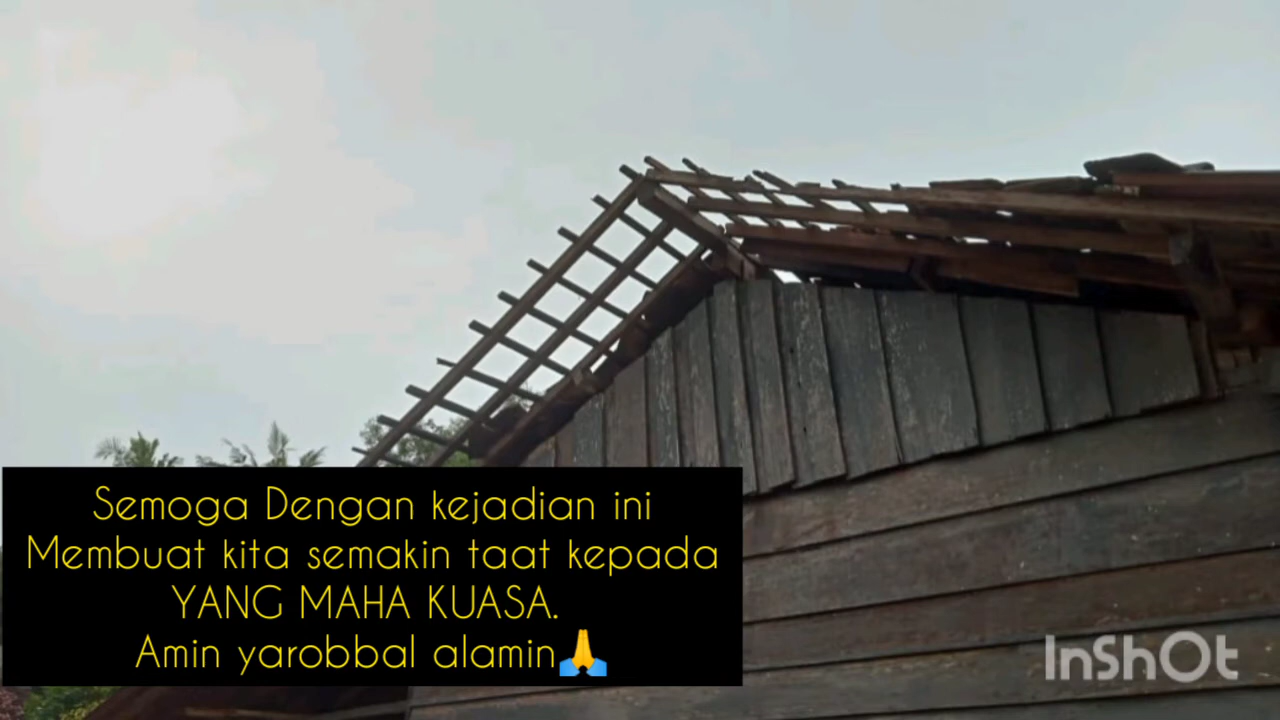 Semoga Dengan kejadian ini
Membuat kita semakin taat kepada
YANG MAHA KUASA.
Amin yarobbal alamin🙏
InShOt